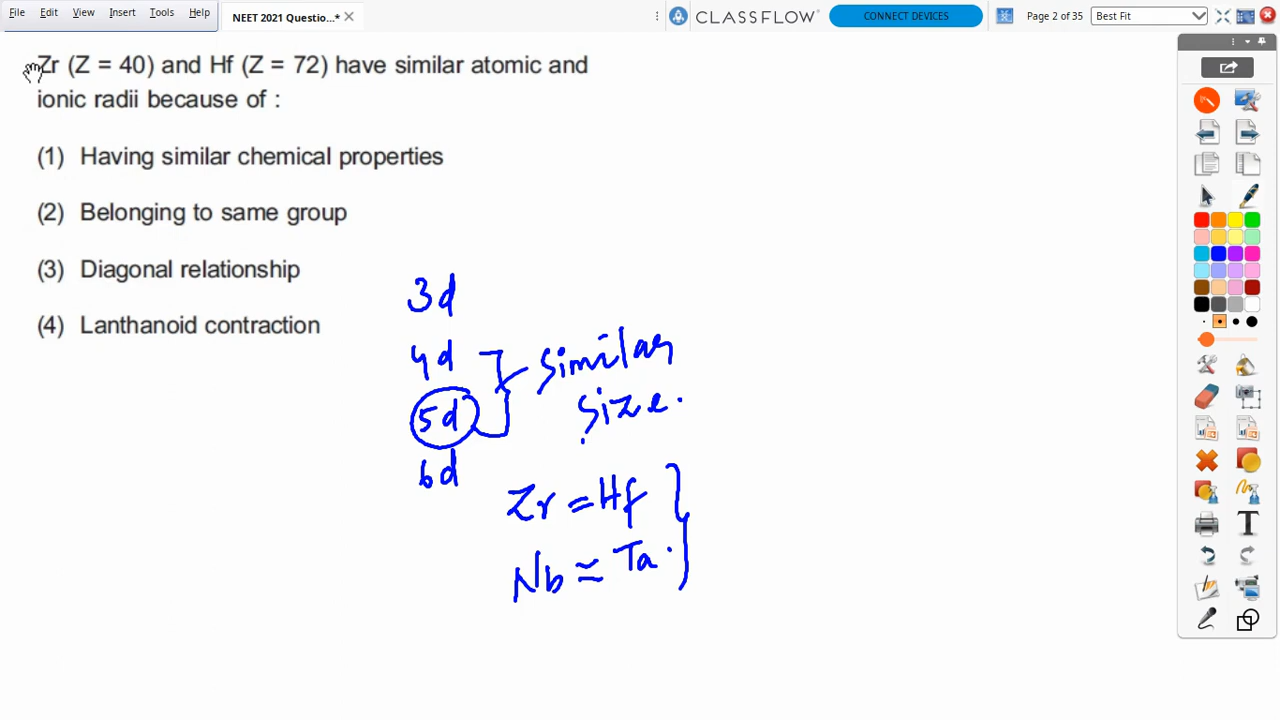 File Edit View Insert Tools Help
NEET 2021 Questio...*
CLASSFLOW
CONNECT DEVICES
Page 2 of 35
Best Fit
Zr (Z = 40) and Hf (Z = 72) have similar atomic and
ionic radii because of :
(1) Having similar chemical properties
(2) Belonging to same group
(3) Diagonal relationship
(4) Lanthanoid contraction
3d
4d
5d
6d
similar
size.
Zr = Hf
Nb ≃ Ta.